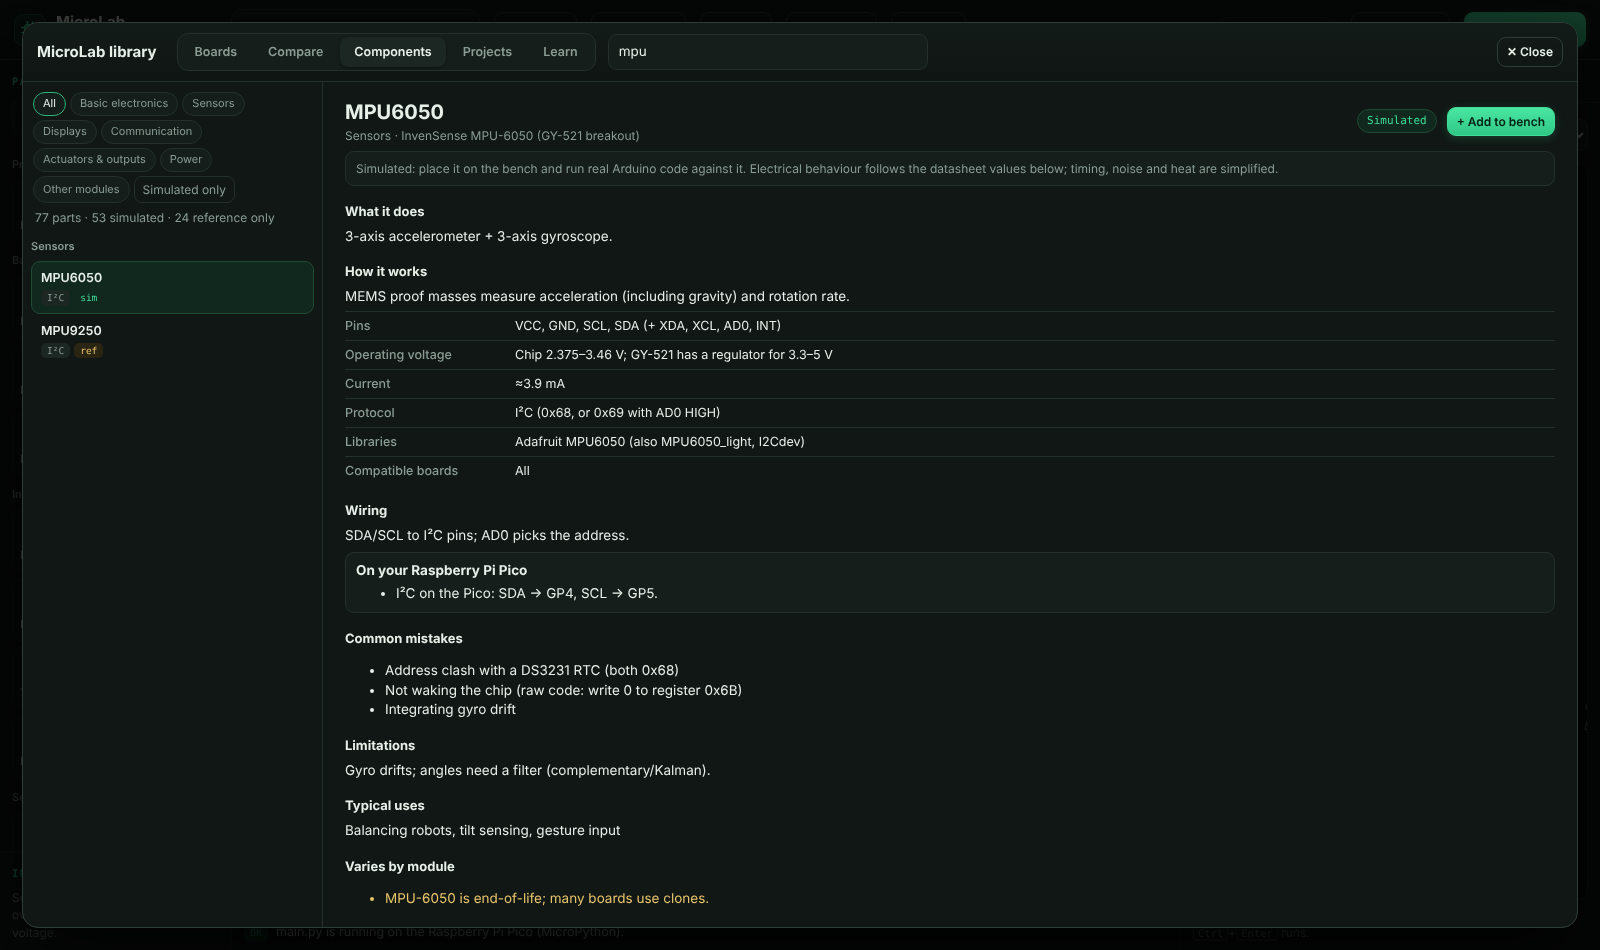 MicroLab library
Boards Compare Components Projects Learn
mpu
✕ Close
All Basic electronics Sensors
Displays Communication
Actuators & outputs Power
Other modules Simulated only
77 parts · 53 simulated · 24 reference only
Sensors
MPU6050
I²C sim
MPU9250
I²C ref
MPU6050
Sensors · InvenSense MPU-6050 (GY-521 breakout)
Simulated
+ Add to bench
Simulated: place it on the bench and run real Arduino code against it. Electrical behaviour follows the datasheet values below; timing, noise and heat are simplified.
What it does
3-axis accelerometer + 3-axis gyroscope.
How it works
MEMS proof masses measure acceleration (including gravity) and rotation rate.
Pins VCC, GND, SCL, SDA (+ XDA, XCL, AD0, INT)
Operating voltage Chip 2.375–3.46 V; GY-521 has a regulator for 3.3–5 V
Current ≈3.9 mA
Protocol I²C (0x68, or 0x69 with AD0 HIGH)
Libraries Adafruit MPU6050 (also MPU6050_light, I2Cdev)
Compatible boards All
Wiring
SDA/SCL to I²C pins; AD0 picks the address.
On your Raspberry Pi Pico
• I²C on the Pico: SDA → GP4, SCL → GP5.
Common mistakes
• Address clash with a DS3231 RTC (both 0x68)
• Not waking the chip (raw code: write 0 to register 0x6B)
• Integrating gyro drift
Limitations
Gyro drifts; angles need a filter (complementary/Kalman).
Typical uses
Balancing robots, tilt sensing, gesture input
Varies by module
• MPU-6050 is end-of-life; many boards use clones.
voltage.
OK main.py is running on the Raspberry Pi Pico (MicroPython).
Ctrl + Enter runs